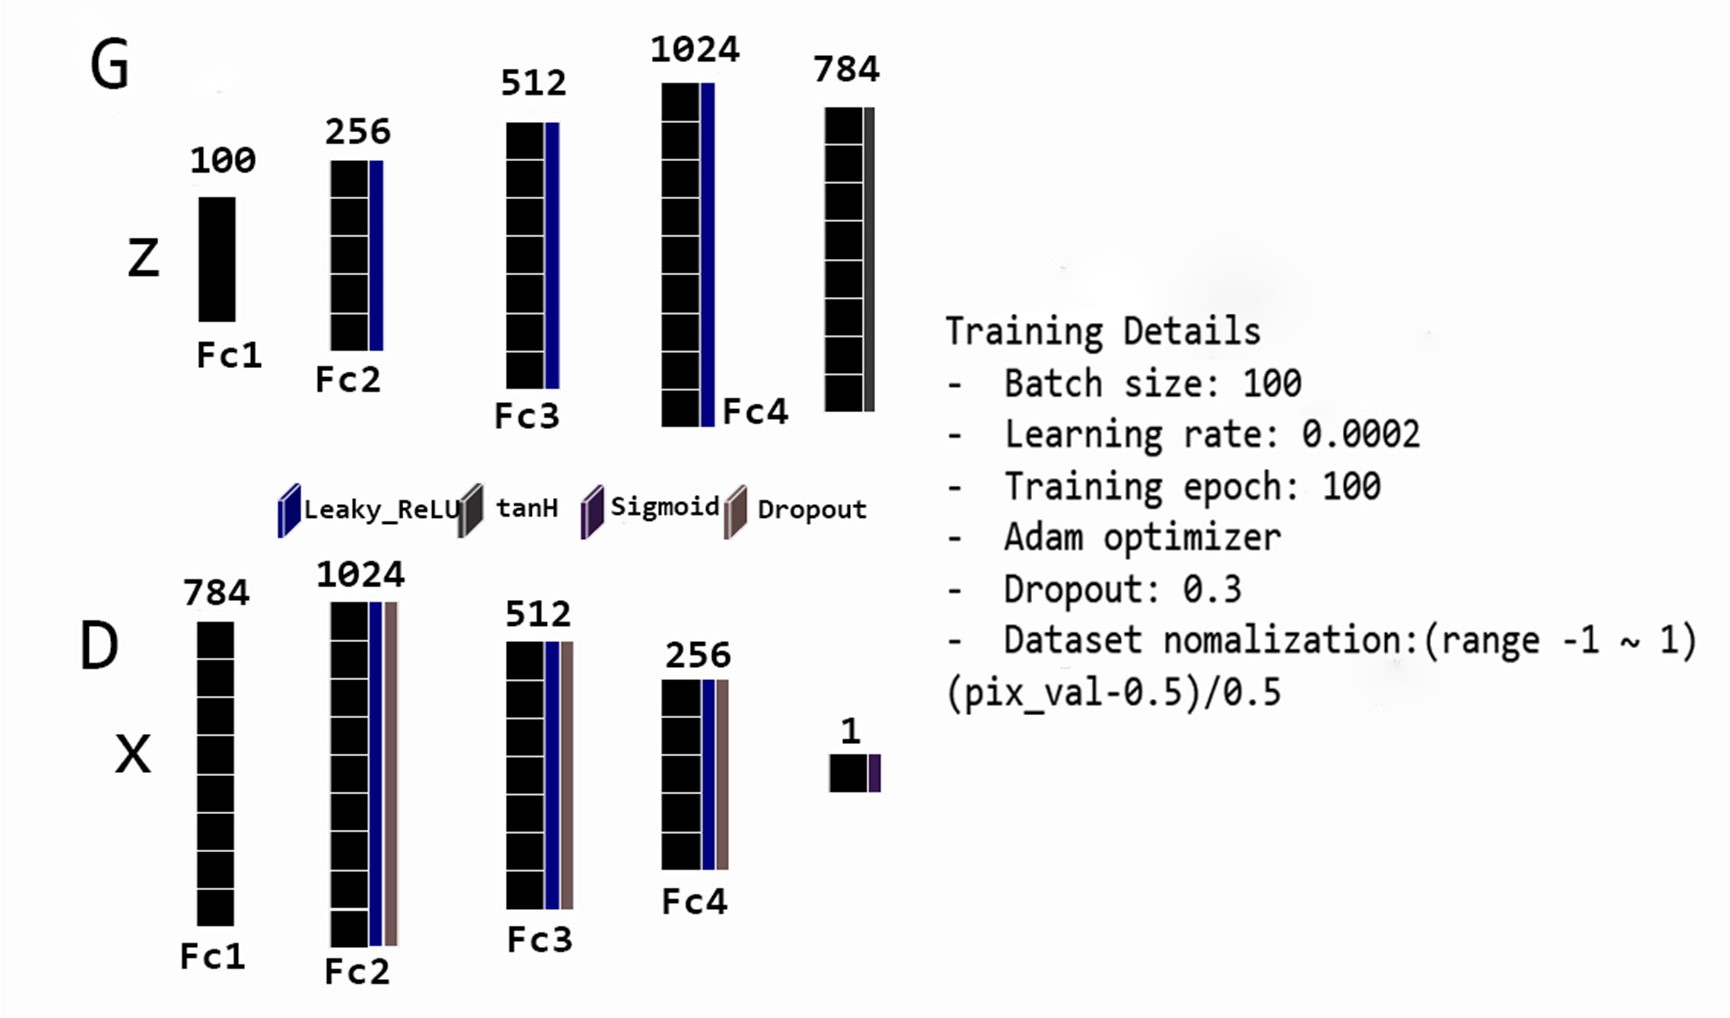 G
100
256
512
1024
784
Z
Fc1
Fc2
Fc3
Fc4
Leaky_ReLU
tanH
Sigmoid
Dropout
D
784
1024
512
256
1
X
Fc1
Fc2
Fc3
Fc4
Training Details
- Batch size: 100
- Learning rate: 0.0002
- Training epoch: 100
- Adam optimizer
- Dropout: 0.3
- Dataset nomalization:(range -1 ~ 1)
(pix_val-0.5)/0.5